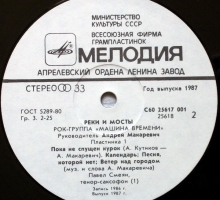 МИНИСТЕРСТВО
КУЛЬТУРЫ СССР
ВСЕСОЮЗНАЯ ФИРМА
ГРАМПЛАСТИНОК
МЕЛОДИЯ
АПРЕЛЕВСКИЙ ОРДЕНА ЛЕНИНА ЗАВОД
СТЕРЕО 33
Год выпуска 1987
ГОСТ 5289-80
Гр. 3. 2-25
С60 25617 001
25618 2
РЕКИ И МОСТЫ
РОК-ГРУППА «МАШИНА ВРЕМЕНИ»
Руководитель Андрей Макаревич
Пластинка 1
Пока не спущен курок (А. Кутиков —
А. Макаревич); Календарь; Песня,
которой нет; Ветер над городом
(муз. и сл. А. Макаревича)
Павел Смеян,
тенор-саксофон (1)
Запись 1986 г.
Выпуск 1987 г.